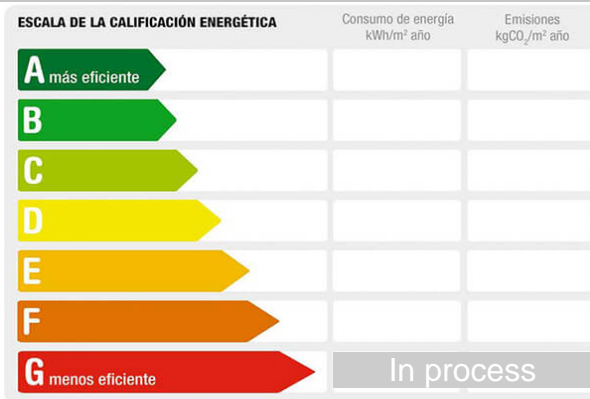 ESCALA DE LA CALIFICACIÓN ENERGÉTICA
Consumo de energía
kWh/m² año
Emisiones
kgCO₂/m² año
A más eficiente
B
C
D
E
F
G menos eficiente
In process